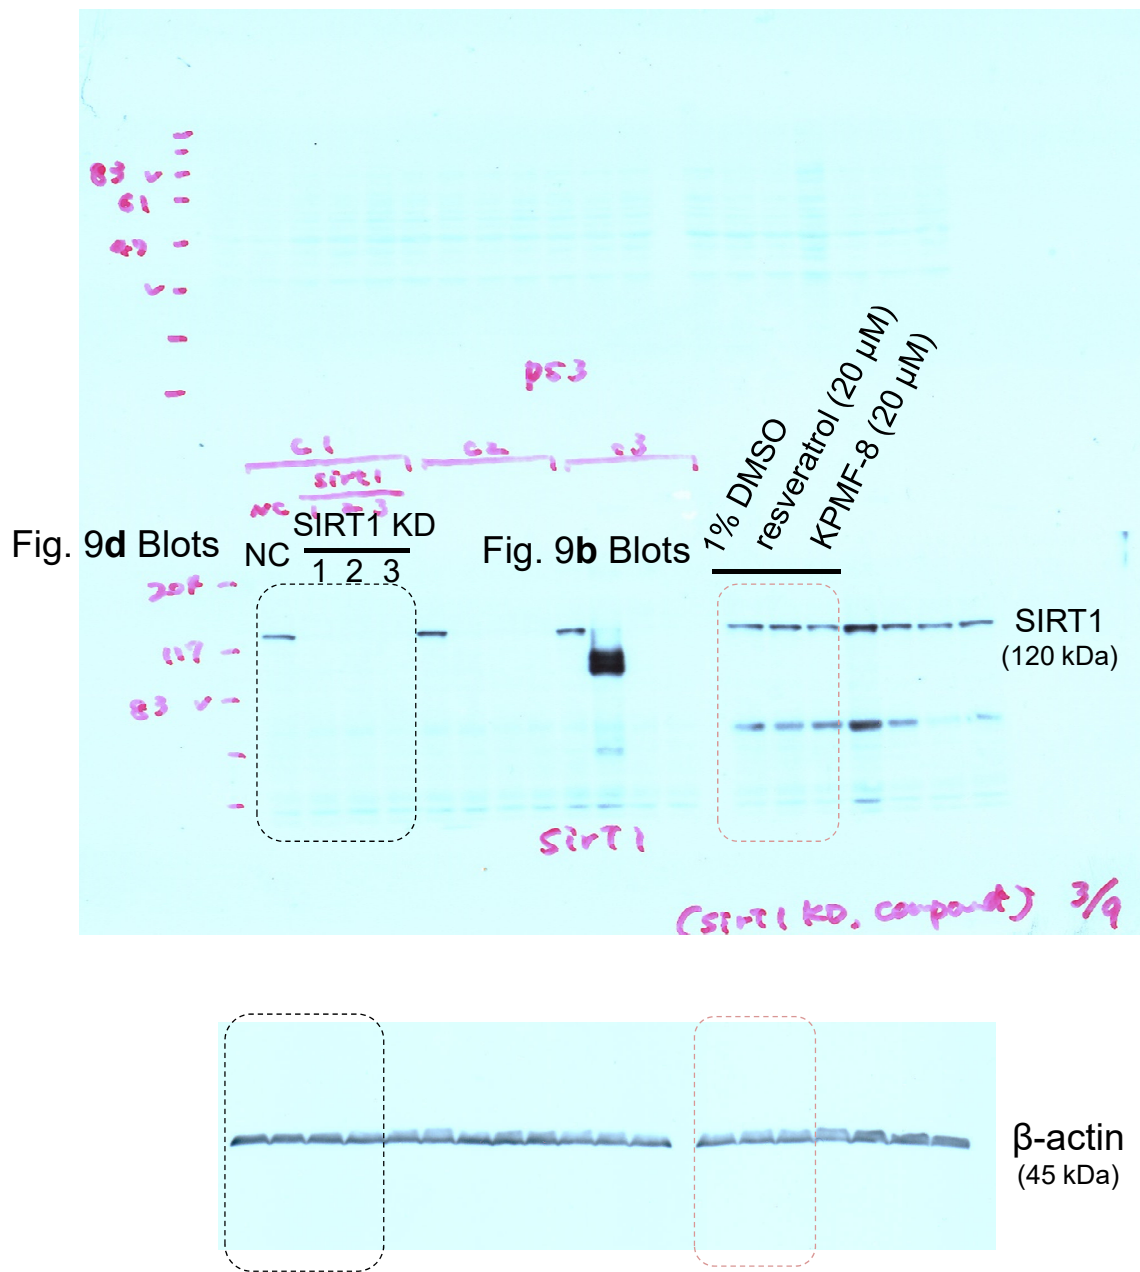 83
61
49
p53
c1
c2
c3
sirt1
NC 1 2 3
1% DMSO
resveratrol (20 µM)
KPMF-8 (20 µM)
Fig. 9d Blots
NC
SIRT1 KD
1 2 3
Fig. 9b Blots
117
83
SIRT1
(120 kDa)
SirT1
(SirT1 KD, 3/9
β-actin
(45 kDa)